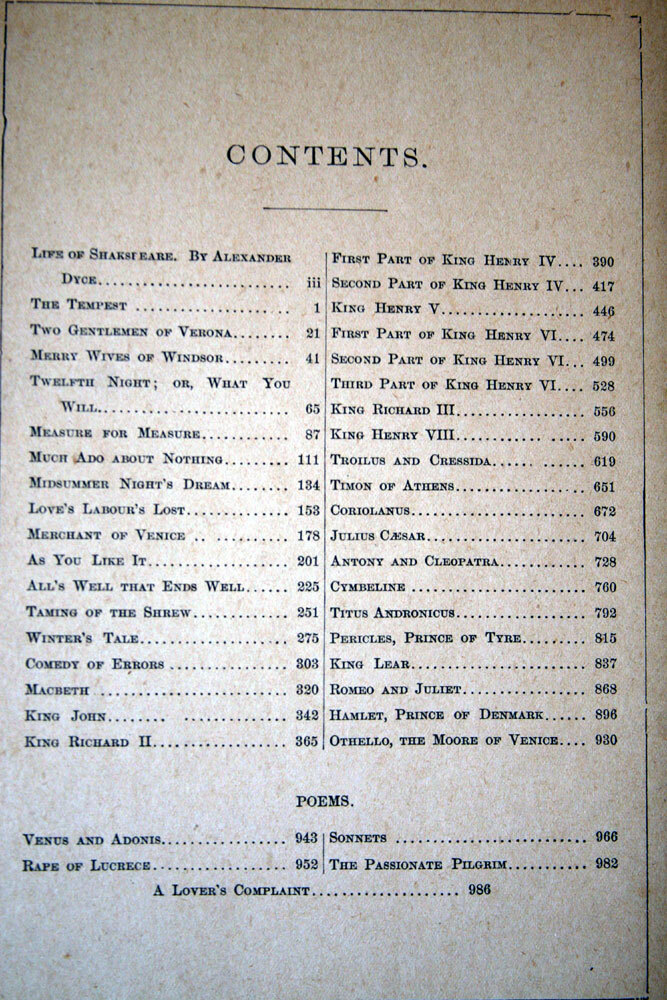 CONTENTS.
LIFE OF SHAKSPEARE. BY ALEXANDER
DYCE.......................... iii
THE TEMPEST ..................... 1
TWO GENTLEMEN OF VERONA........ 21
MERRY WIVES OF WINDSOR......... 41
TWELFTH NIGHT; OR, WHAT YOU
WILL.......................... 65
MEASURE FOR MEASURE............ 87
MUCH ADO ABOUT NOTHING......... 111
MIDSUMMER NIGHT'S DREAM........ 134
LOVE'S LABOUR'S LOST............. 153
MERCHANT OF VENICE .. ......... 178
AS YOU LIKE IT................... 201
ALL'S WELL THAT ENDS WELL...... 225
TAMING OF THE SHREW............. 251
WINTER'S TALE.................... 275
COMEDY OF ERRORS ................ 303
MACBETH ......................... 320
KING JOHN........ .............. 342
KING RICHARD II.................. 365
FIRST PART OF KING HENRY IV.... 390
SECOND PART OF KING HENRY IV... 417
KING HENRY V.................... 446
FIRST PART OF KING HENRY VI.... 474
SECOND PART OF KING HENRY VI... 499
THIRD PART OF KING HENRY VI.... 528
KING RICHARD III................. 556
KING HENRY VIII........... ..... 590
TROILUS AND CRESSIDA...... ...... 619
TIMON OF ATHENS................. 651
CORIOLANUS....................... 672
JULIUS CÆSAR..................... 704
ANTONY AND CLEOPATRA........... 728
CYMBELINE ....................... 760
TITUS ANDRONICUS................. 792
PERICLES, PRINCE OF TYRE......... 815
KING LEAR....................... 837
ROMEO AND JULIET................ 868
HAMLET, PRINCE OF DENMARK...... 896
OTHELLO, THE MOORE OF VENICE.... 930
POEMS.
VENUS AND ADONIS................ 943
RAPE OF LUCRECE................. 952
SONNETS ......................... 966
THE PASSIONATE PILGRIM........... 982
A LOVER'S COMPLAINT................... 986